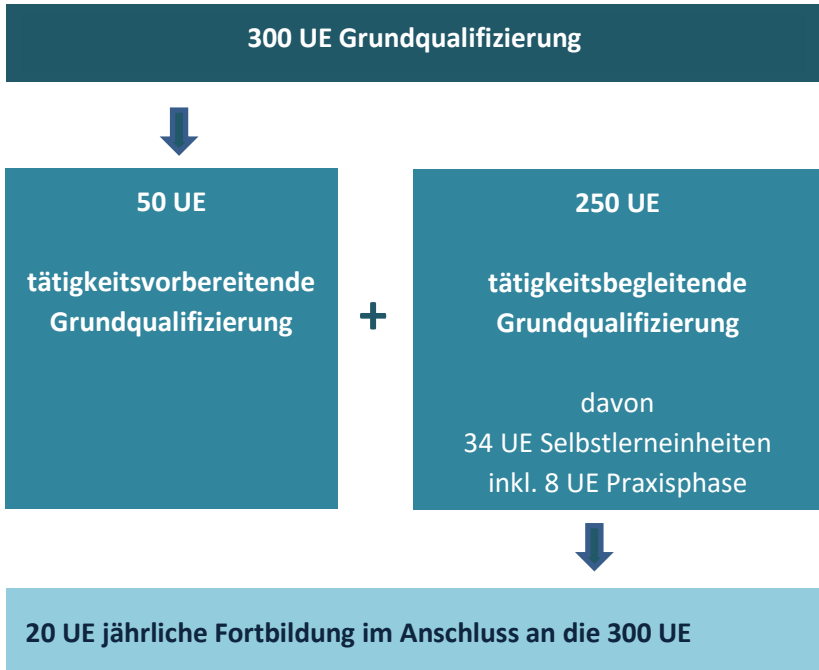 300 UE Grundqualifizierung
50 UE
tätigkeitsvorbereitende
Grundqualifizierung
+
250 UE
tätigkeitsbegleitende
Grundqualifizierung
davon
34 UE Selbstlerneinheiten
inkl. 8 UE Praxisphase
20 UE jährliche Fortbildung im Anschluss an die 300 UE